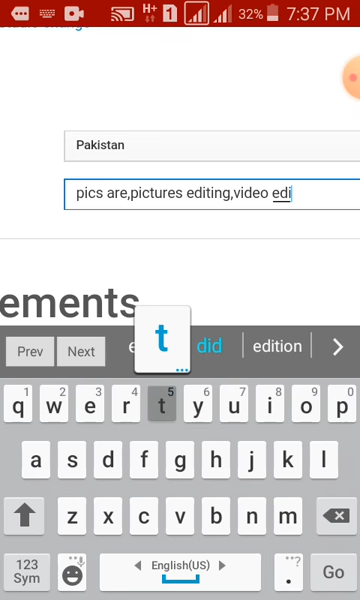 H+ 1 32% 7:37 PM
Pakistan
pics are,pictures editing,video edi
ements
Prev Next t did edition
1 2 3 4 5 6 7 8 9 0
q w e r t y u i o p
a s d f g h j k l
z x c v b n m
123 Sym English(US) . Go